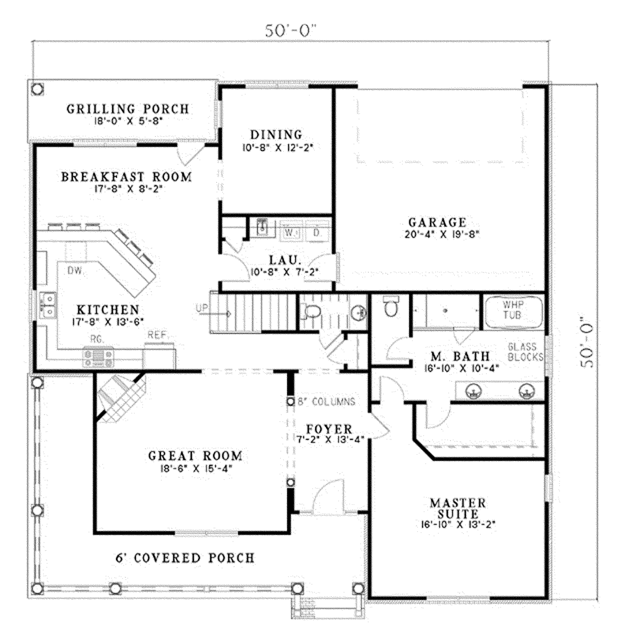 50'-0"
GRILLING PORCH
18'-0 X 5'-8"
DINING
10'-8" X 12'-2"
BREAKFAST ROOM
17'-8" X 8'-2"
GARAGE
20'-4" X 19'-8"
W
D
LAU.
10'-8" X 7'-2"
DW.
KITCHEN
17'-8" X 13'-6"
UP
RG.
REF.
WHP
TUB
GLASS
BLOCKS
M. BATH
16'-10" X 10'-4"
50'-0"
8" COLUMNS
FOYER
7'-2" X 13'-4"
GREAT ROOM
18'-6" X 15'-4"
MASTER
SUITE
16'-10" X 13'-2"
6' COVERED PORCH